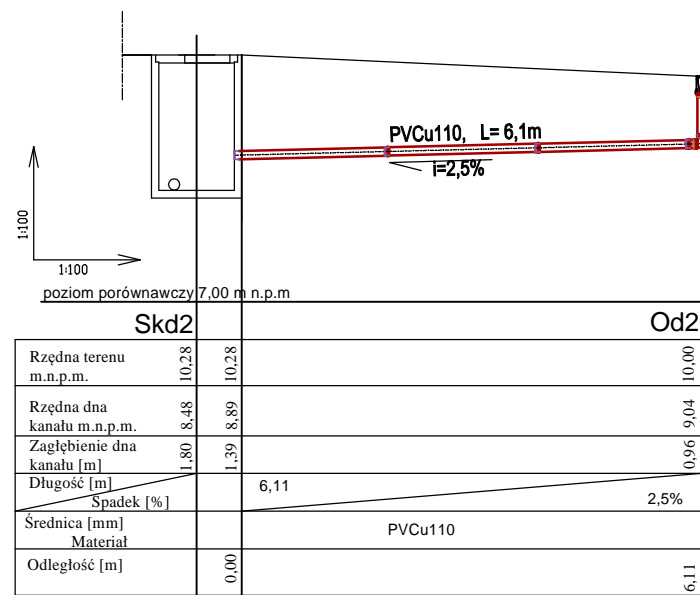 PVCu110, L= 6,1m
i=2,5%
1:100
1:100
poziom porównawczy 7,00 m n.p.m
Skd2
Od2
Rzędna terenu
m.n.p.m.
10,28
10,28
10,00
Rzędna dna
kanału m.n.p.m.
8,48
8,89
9,04
Zagłębienie dna
kanału [m]
1,80
1,39
0,96
Długość [m]
Spadek [%]
6,11
2,5%
Średnica [mm]
Materiał
PVCu110
Odległość [m]
0,00
6,11